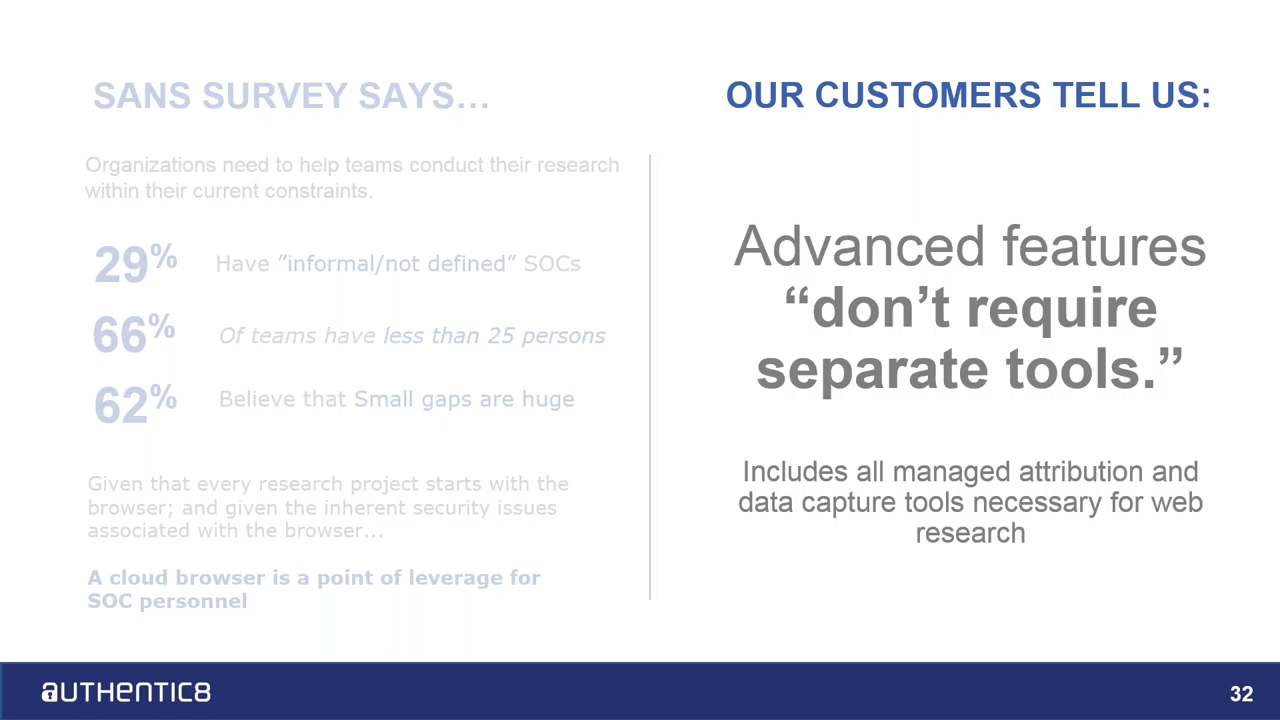 SANS SURVEY SAYS…
Organizations need to help teams conduct their research
within their current constraints.
29% Have ”informal/not defined” SOCs
66% Of teams have less than 25 persons
62% Believe that Small gaps are huge
Given that every research project starts with the
browser; and given the inherent security issues
associated with the browser…
A cloud browser is a point of leverage for
SOC personnel
OUR CUSTOMERS TELL US:
Advanced features
“don’t require
separate tools.”
Includes all managed attribution and
data capture tools necessary for web
research
AUTHENTIC8
32